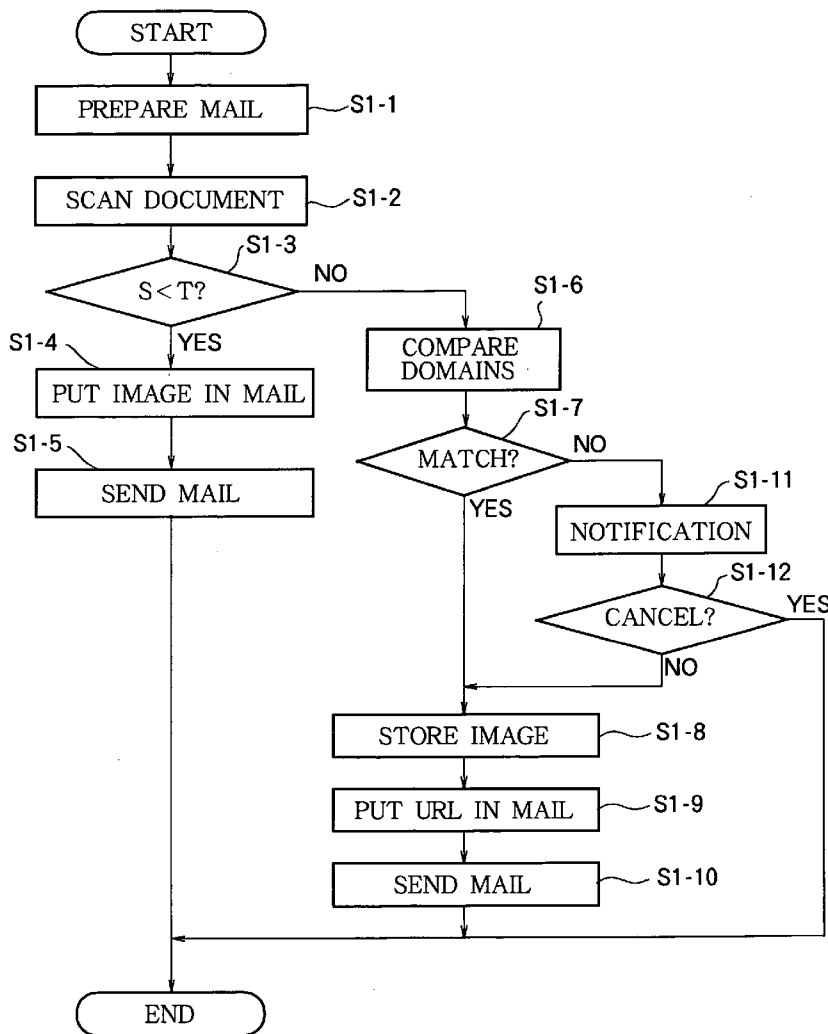 START
PREPARE MAIL
S1-1
SCAN DOCUMENT
S1-2
S<T?
S1-3
NO
YES
S1-4
PUT IMAGE IN MAIL
S1-5
SEND MAIL
S1-6
COMPARE
DOMAINS
S1-7
MATCH?
NO
YES
S1-11
NOTIFICATION
S1-12
CANCEL?
YES
NO
STORE IMAGE
S1-8
PUT URL IN MAIL
S1-9
SEND MAIL
S1-10
END